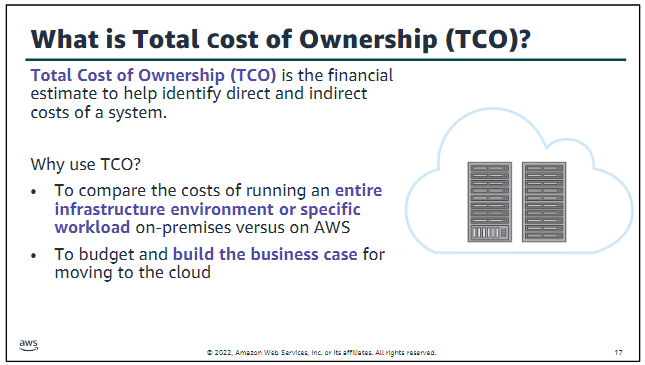 What is Total cost of Ownership (TCO)?
Total Cost of Ownership (TCO) is the financial
estimate to help identify direct and indirect
costs of a system.
Why use TCO?
• To compare the costs of running an entire
infrastructure environment or specific
workload on-premises versus on AWS
• To budget and build the business case for
moving to the cloud
aws
© 2022, Amazon Web Services, Inc. or its affiliates. All rights reserved.
17